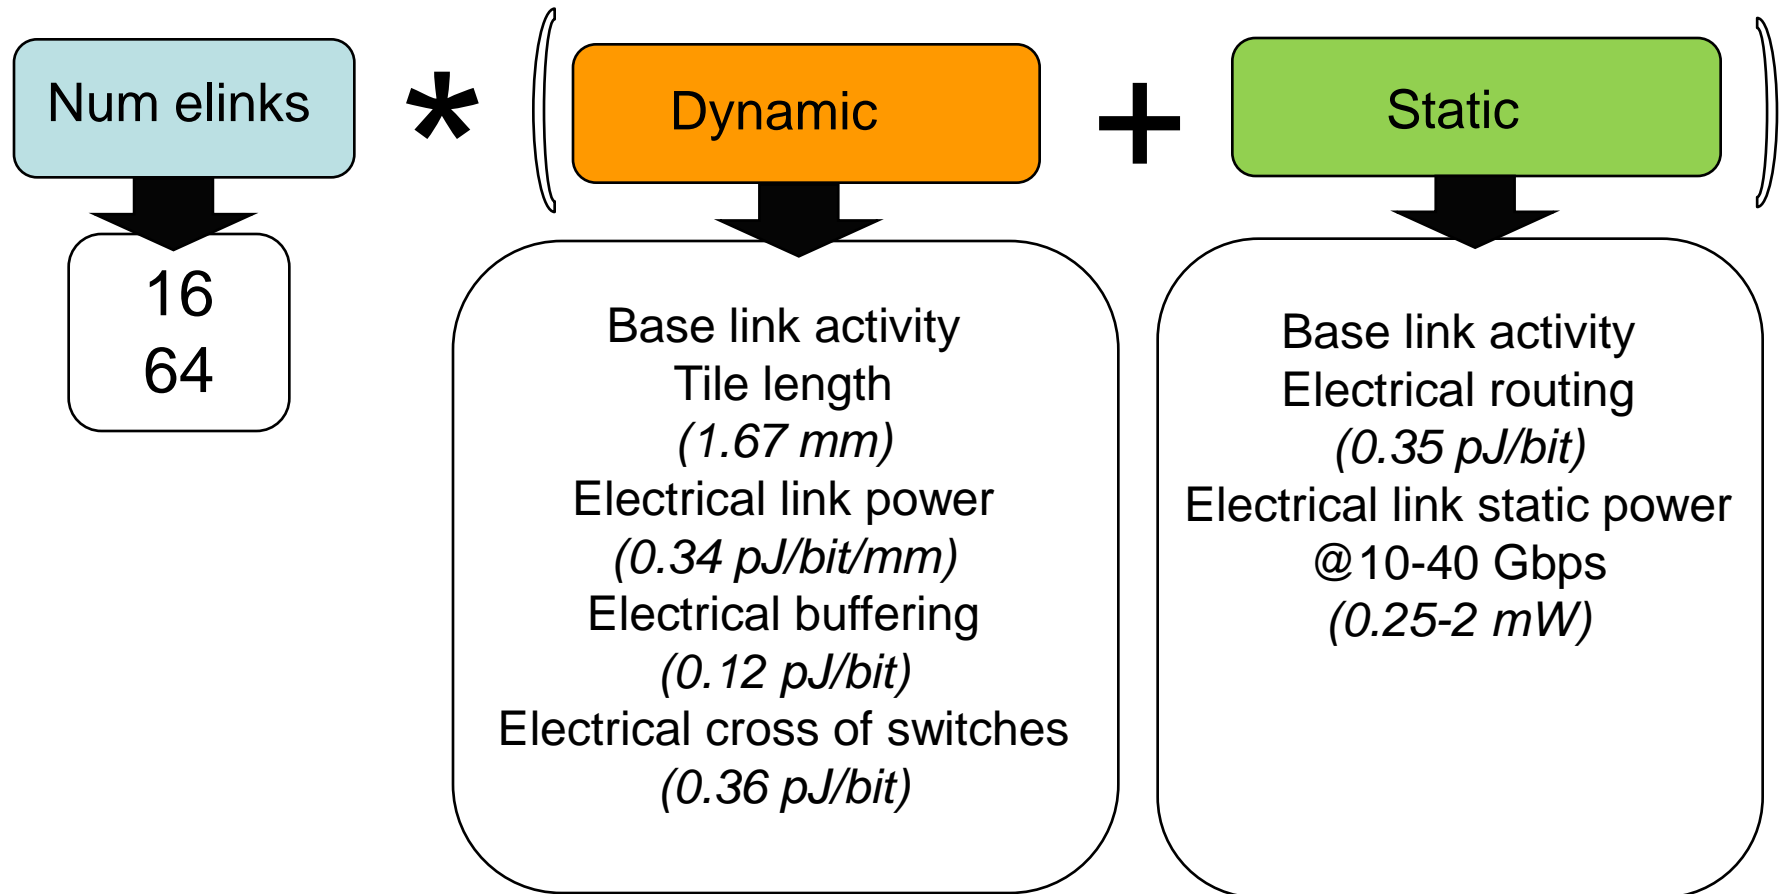 Num elinks
*
(
Dynamic
+
Static
)
16
64
Base link activity
Tile length
(1.67 mm)
Electrical link power
(0.34 pJ/bit/mm)
Electrical buffering
(0.12 pJ/bit)
Electrical cross of switches
(0.36 pJ/bit)
Base link activity
Electrical routing
(0.35 pJ/bit)
Electrical link static power
@10-40 Gbps
(0.25-2 mW)